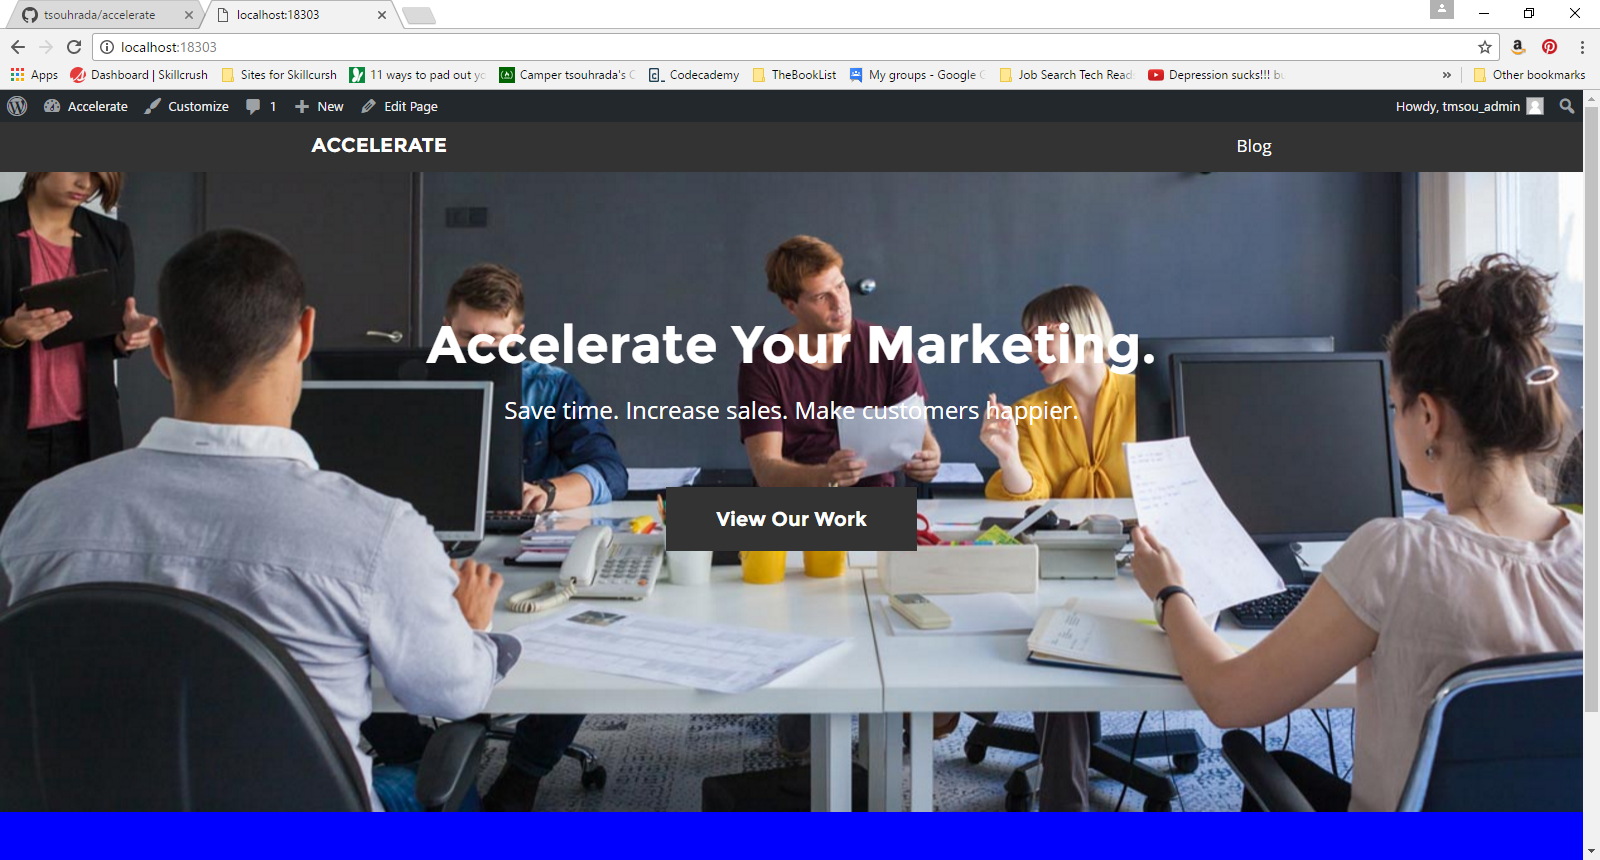 tsouhrada/accelerate
localhost:18303
localhost:18303
Apps
Dashboard | Skillcrush
Sites for Skillcursh
11 ways to pad out yo
Camper tsouhrada's C
Codecademy
TheBookList
My groups - Google G
Job Search Tech Read
Depression sucks!!! bu
»
Other bookmarks
Accelerate
Customize
1
New
Edit Page
Howdy, tmsou_admin
ACCELERATE
Blog
Accelerate Your Marketing.
Save time. Increase sales. Make customers happier.
View Our Work